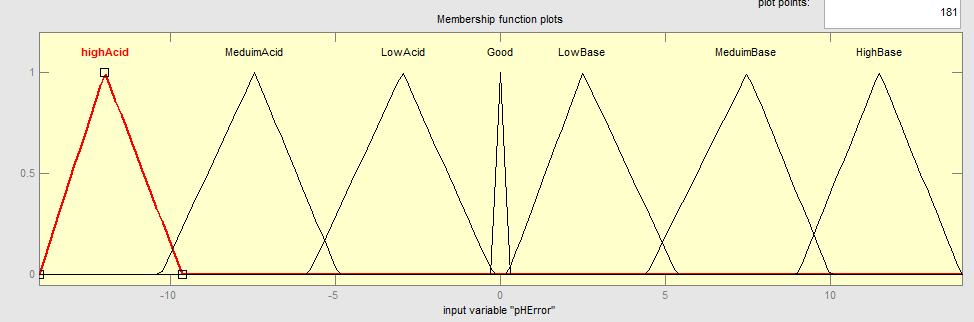 plot points:
181
Membership function plots
highAcid MeduimAcid LowAcid Good LowBase MeduimBase HighBase
1
0.5
0
-10 -5 0 5 10
input variable "pHError"